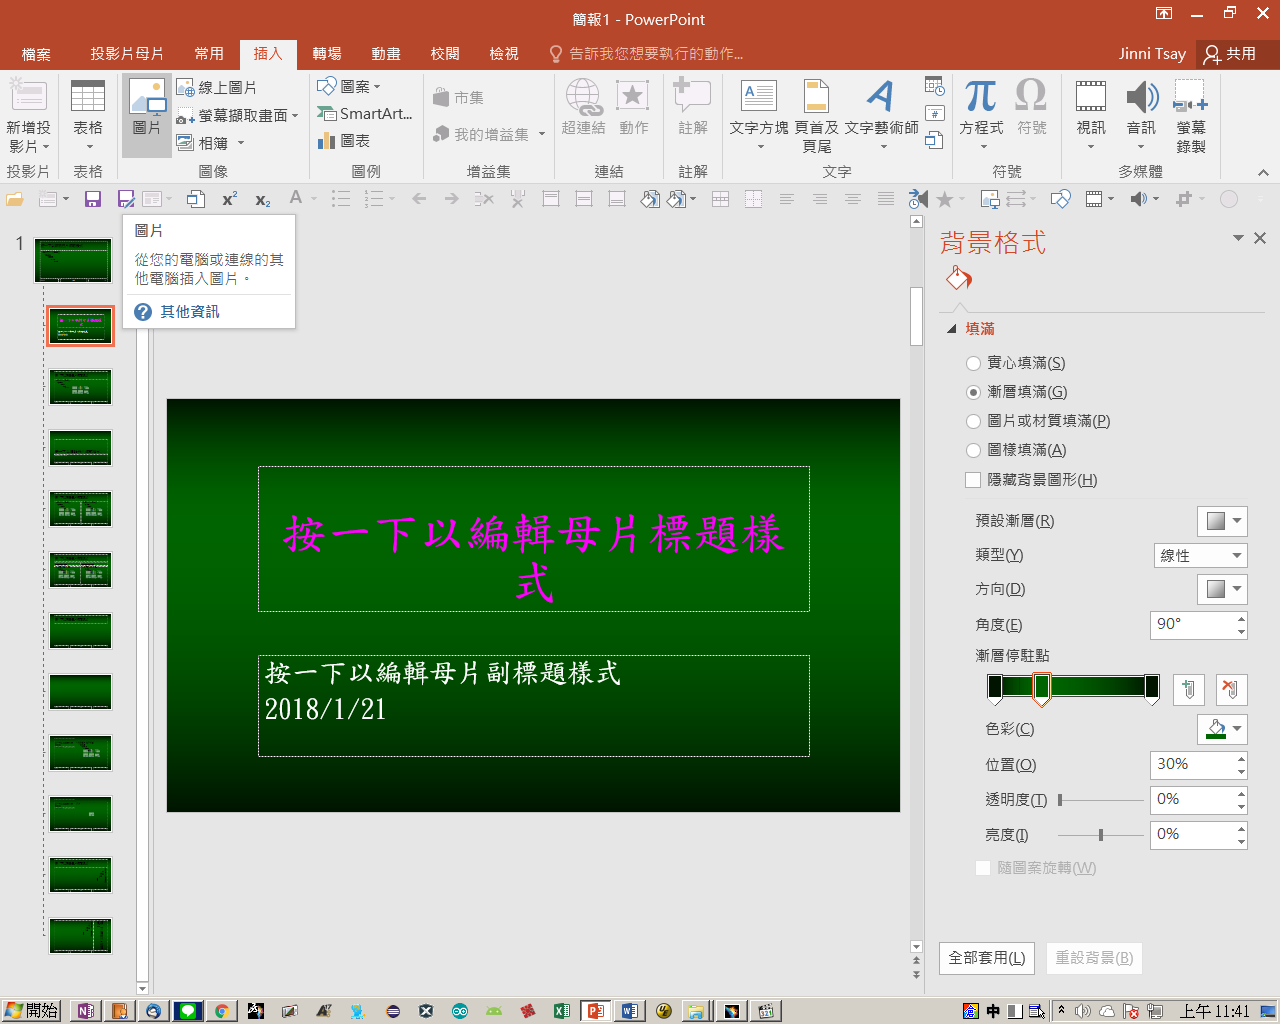 簡報1 - PowerPoint
檔案 投影片母片 常用 插入 轉場 動畫 校閱 檢視 告訴我您想要執行的動作... Jinni Tsay 共用
新增投影片 表格 圖片 線上圖片 螢幕擷取畫面 相簿 圖案 SmartArt... 圖表 市集 我的增益集 超連結 動作 註解 文字方塊 頁首及頁尾 文字藝術師 方程式 符號 視訊 音訊 螢幕錄製
投影片 表格 圖像 圖例 增益集 連結 註解 文字 符號 多媒體
圖片
從您的電腦或連線的其
他電腦插入圖片。
其他資訊
1
按一下以編輯母片標題樣
式
按一下以編輯母片副標題樣式
2018/1/21
背景格式
填滿
實心填滿(S)
漸層填滿(G)
圖片或材質填滿(P)
圖樣填滿(A)
隱藏背景圖形(H)
預設漸層(R)
類型(Y) 線性
方向(D)
角度(E) 90°
漸層停駐點
色彩(C)
位置(O) 30%
透明度(T) 0%
亮度(I) 0%
隨圖案旋轉(W)
全部套用(L) 重設背景(B)
開始 中 上午 11:41